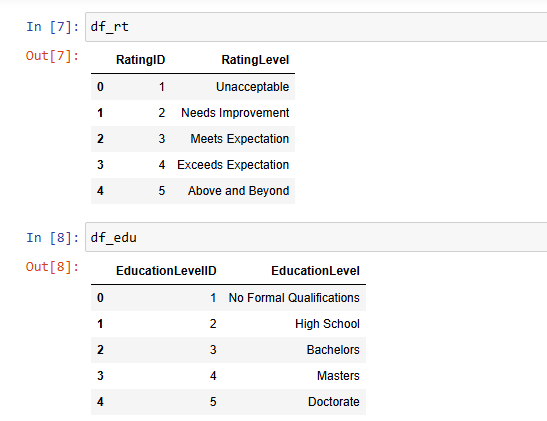 In [7]: df_rt
Out[7]:
RatingID RatingLevel
0 1 Unacceptable
1 2 Needs Improvement
2 3 Meets Expectation
3 4 Exceeds Expectation
4 5 Above and Beyond
In [8]: df_edu
Out[8]:
EducationLevelID EducationLevel
0 1 No Formal Qualifications
1 2 High School
2 3 Bachelors
3 4 Masters
4 5 Doctorate